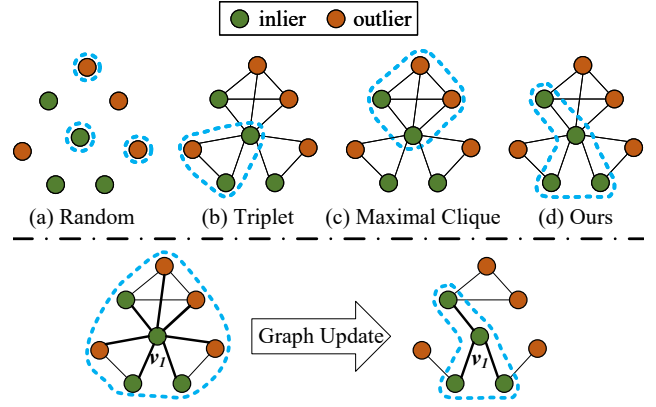 inlier outlier
(a) Random (b) Triplet (c) Maximal Clique (d) Ours
Graph Update
v1 v1